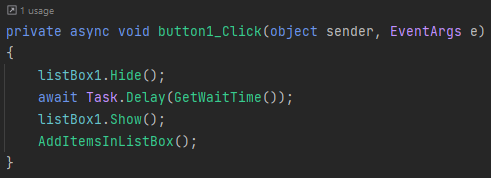 1 usage
private async void button1_Click(object sender, EventArgs e)
{
    listBox1.Hide();
    await Task.Delay(GetWaitTime());
    listBox1.Show();
    AddItemsInListBox();
}